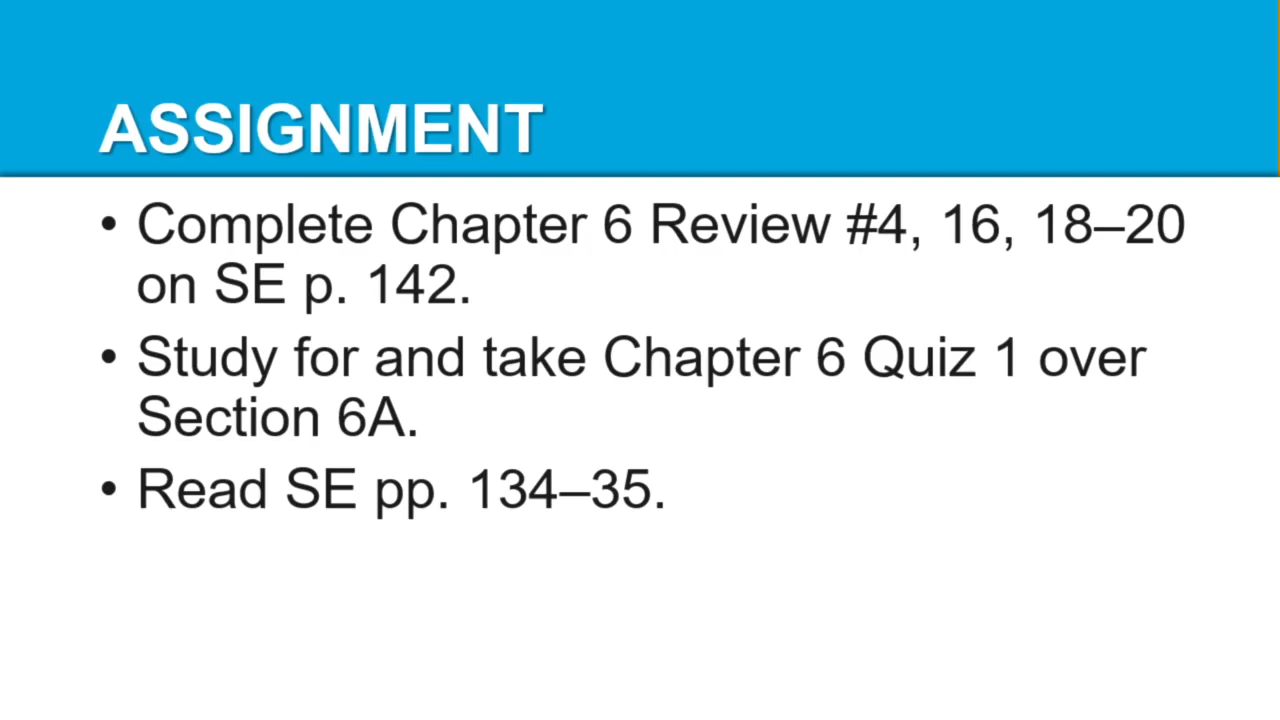 ASSIGNMENT
• Complete Chapter 6 Review #4, 16, 18–20
on SE p. 142.
• Study for and take Chapter 6 Quiz 1 over
Section 6A.
• Read SE pp. 134–35.